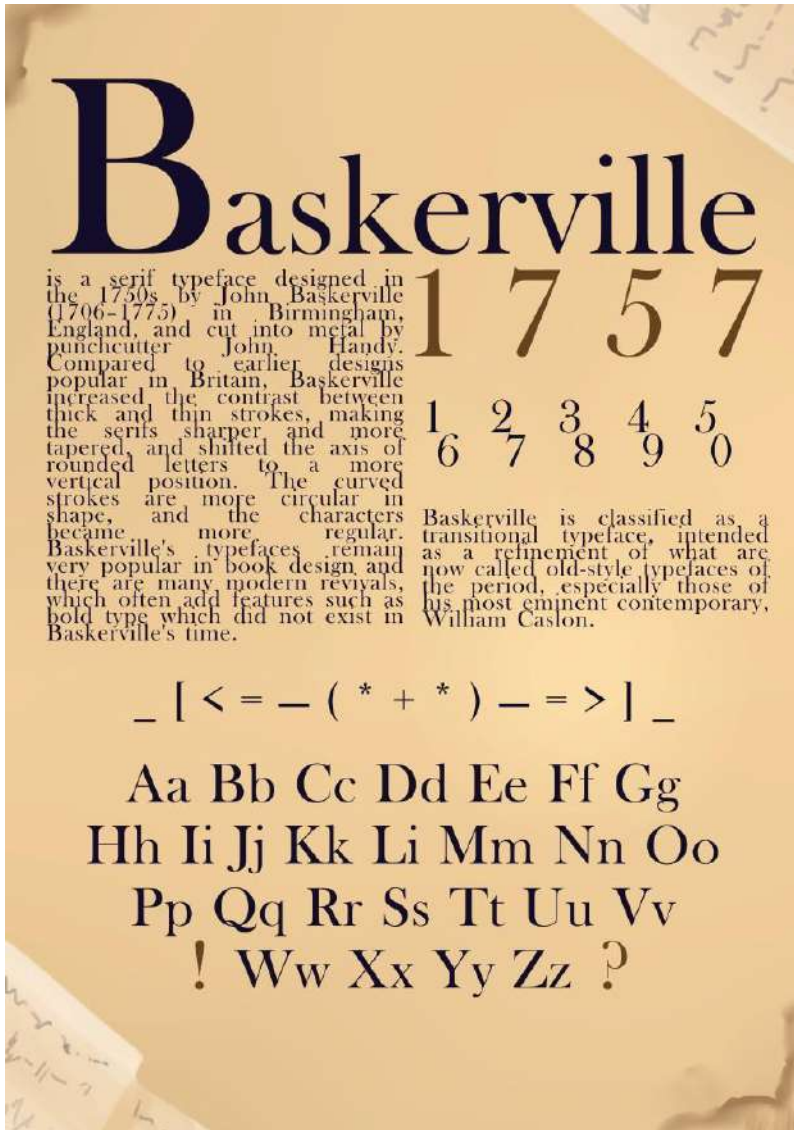 Baskerville
is a serif typeface designed in
the 1750s by John Baskerville
(1706–1775) in Birmingham,
England, and cut into metal by
punchcutter John Handy.
Compared to earlier designs
popular in Britain, Baskerville
increased the contrast between
thick and thin strokes, making
the serifs sharper and more
tapered, and shifted the axis of
rounded letters to a more
vertical position. The curved
strokes are more circular in
shape, and the characters
became more regular.
Baskerville's typefaces remain
very popular in book design and
there are many modern revivals,
which often add features such as
bold type which did not exist in
Baskerville's time.
1757
1 2 3 4 5
6 7 8 9 0
Baskerville is classified as a
transitional typeface, intended
as a refinement of what are
now called old-style typefaces of
the period, especially those of
his most eminent contemporary,
William Caslon.
_ [ < = – ( * + * ) – = > ] _
Aa Bb Cc Dd Ee Ff Gg
Hh Ii Jj Kk Li Mm Nn Oo
Pp Qq Rr Ss Tt Uu Vv
! Ww Xx Yy Zz ?